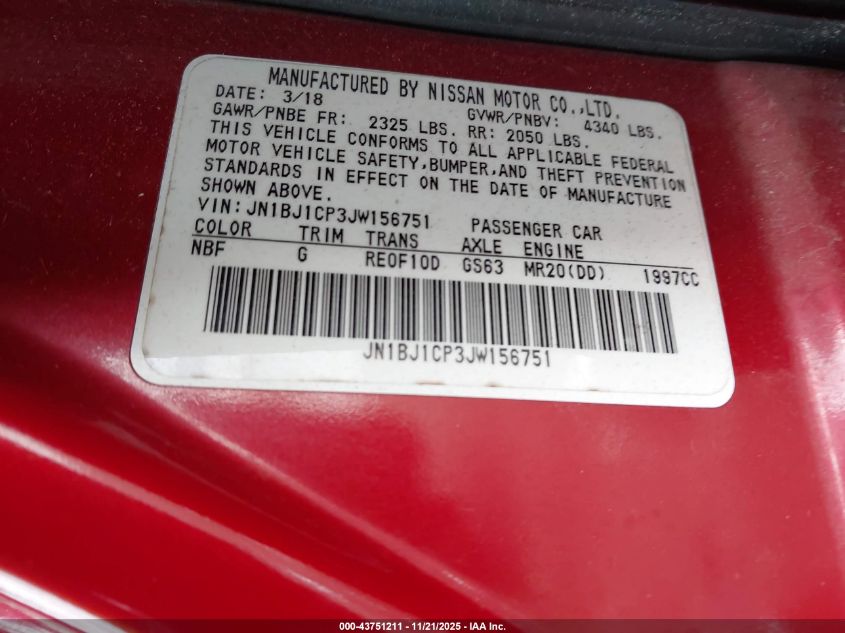 MANUFACTURED BY NISSAN MOTOR CO.,LTD.
DATE: 3/18 GVWR/PNBV: 4340 LBS.
GAWR/PNBE FR: 2325 LBS. RR: 2050 LBS.
THIS VEHICLE CONFORMS TO ALL APPLICABLE FEDERAL
MOTOR VEHICLE SAFETY,BUMPER,AND THEFT PREVENTION
STANDARDS IN EFFECT ON THE DATE OF MANUFACTURE
SHOWN ABOVE.
VIN:JN1BJ1CP3JW156751 PASSENGER CAR
COLOR TRIM TRANS AXLE ENGINE
NBF G RE0F10D GS63 MR20(DD) 1997CC
JN1BJ1CP3JW156751
000-43751211 - 11/21/2025 - IAA Inc.